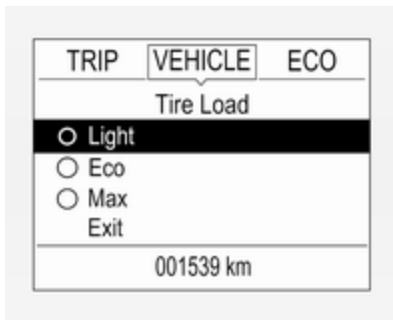 TRIP VEHICLE ECO
Tire Load
Light
Eco
Max
Exit
001539 km